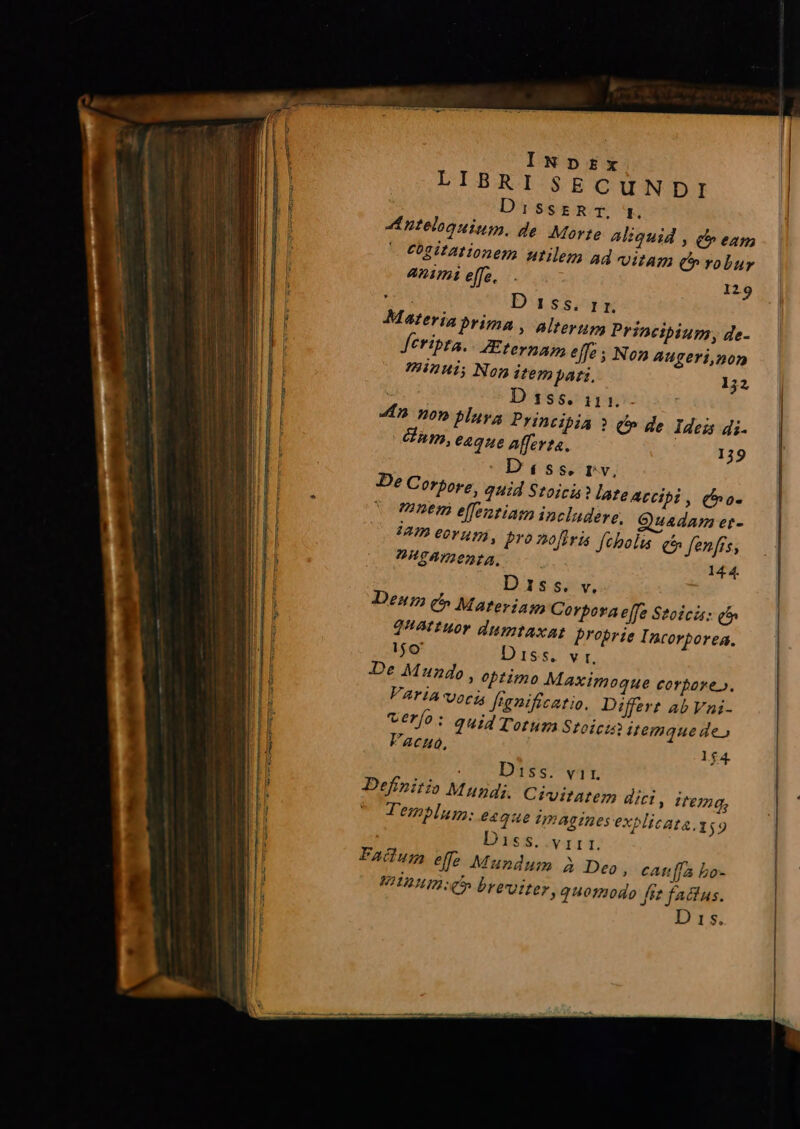 INDEX
LIBRI SECUNDI
DISSERT. I.
Anteloquium. de Morte aliquid, & eam
cogitationem utilem ad vitam & robur
animi eſſe. 129
DISS. II.
Materia prima, alterum Principium, de-
ſcripta. Æternam eſſe; Non augeri, non
minui; Non item pati. 132
DISS. III.
An non plura Principia? & de Ideis di-
ctum, eaque afferta. 139
DISS. IV.
De Corpore, quid Stoicis? late accipi, & o-
mnem eſſentiam includere. Quædam et-
iam eorum, pro noſtris ſcholis & ſenſis,
nugamenta. 144
DISS. V.
Deum & Materiam Corpora eſſe Stoicis: &
quattuor dumtaxat proprie Incorporea.
150
DISS. VI.
De Mundo, optimo Maximoque corpore.
Varia vocis ſignificatio. Differt ab Vni-
verſo: quid Totum Stoicis? itemque de
Vacuo. 154
DISS. VII.
Definitio Mundi. Civitatem dici, itemq;
Templum: eaque imagines explicata. 159
DISS. VIII.
Factum eſſe Mundum à Deo, cauſſa ho-
minum: & breviter, quomodo ſit factus.
DIS.